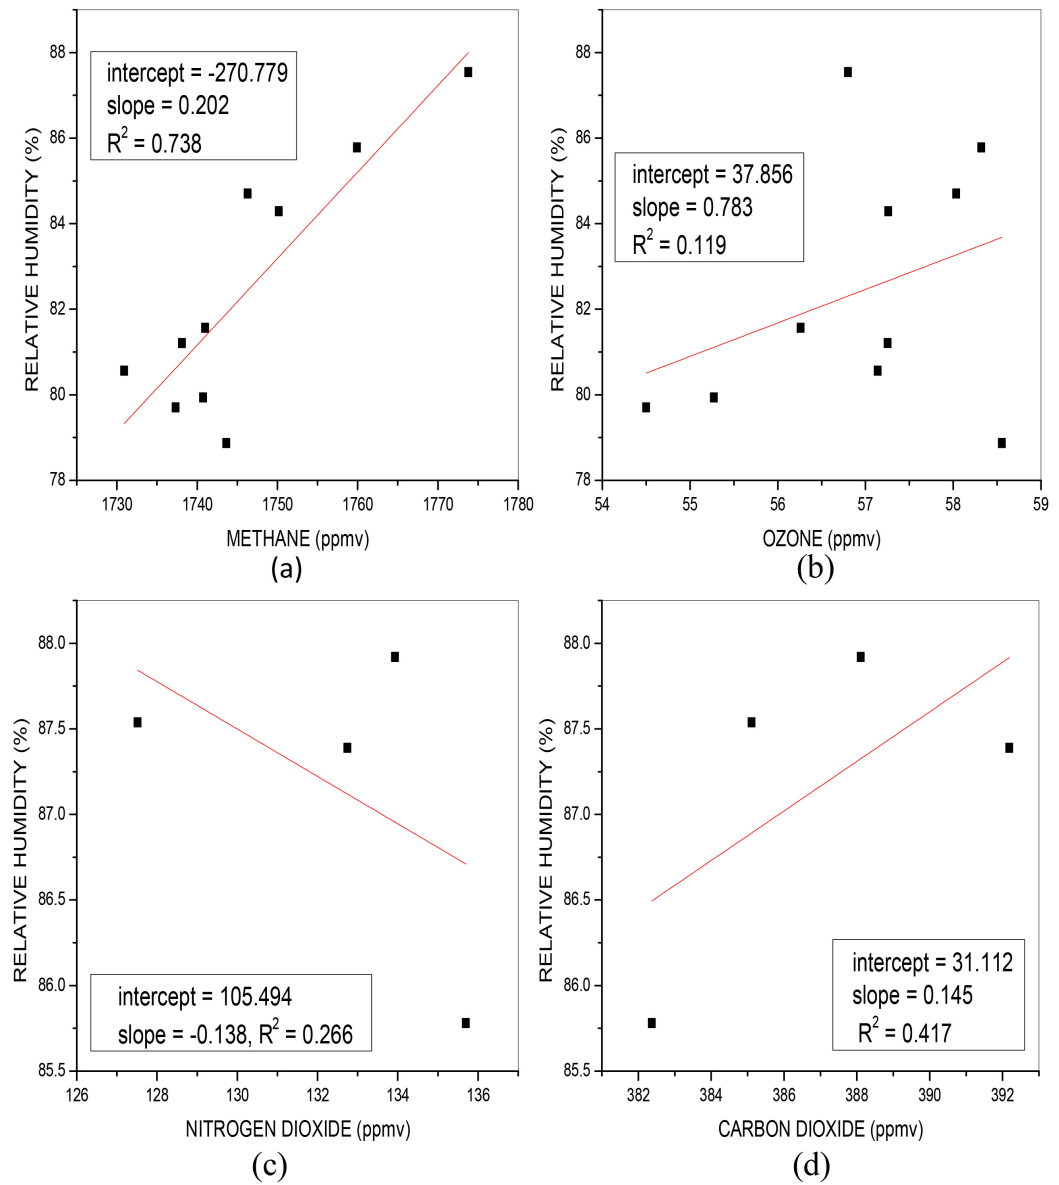 88
86
84
82
80
78
RELATIVE HUMIDITY (%)
intercept = -270.779
slope = 0.202
R² = 0.738
1730 1740 1750 1760 1770 1780
METHANE (ppmv)
(a)
88
86
84
82
80
78
RELATIVE HUMIDITY (%)
intercept = 37.856
slope = 0.783
R² = 0.119
54 55 56 57 58 59
OZONE (ppmv)
(b)
88.0
87.5
87.0
86.5
86.0
85.5
RELATIVE HUMIDITY (%)
intercept = 105.494
slope = -0.138, R² = 0.266
126 128 130 132 134 136
NITROGEN DIOXIDE (ppmv)
(c)
88.0
87.5
87.0
86.5
86.0
85.5
RELATIVE HUMIDITY (%)
intercept = 31.112
slope = 0.145
R² = 0.417
382 384 386 388 390 392
CARBON DIOXIDE (ppmv)
(d)